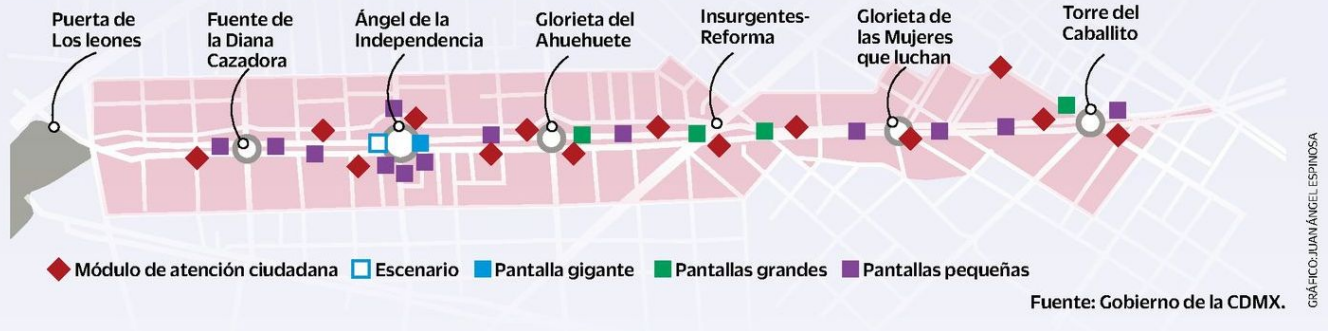 Puerta de
Los leones
Fuente de
la Diana
Cazadora
Ángel de la
Independencia
Glorieta del
Ahuehuete
Insurgentes-
Reforma
Glorieta de
las Mujeres
que luchan
Torre del
Caballito
Módulo de atención ciudadana Escenario Pantalla gigante Pantallas grandes Pantallas pequeñas
Fuente: Gobierno de la CDMX.
GRÁFICO: JUAN ÁNGEL ESPINOSA